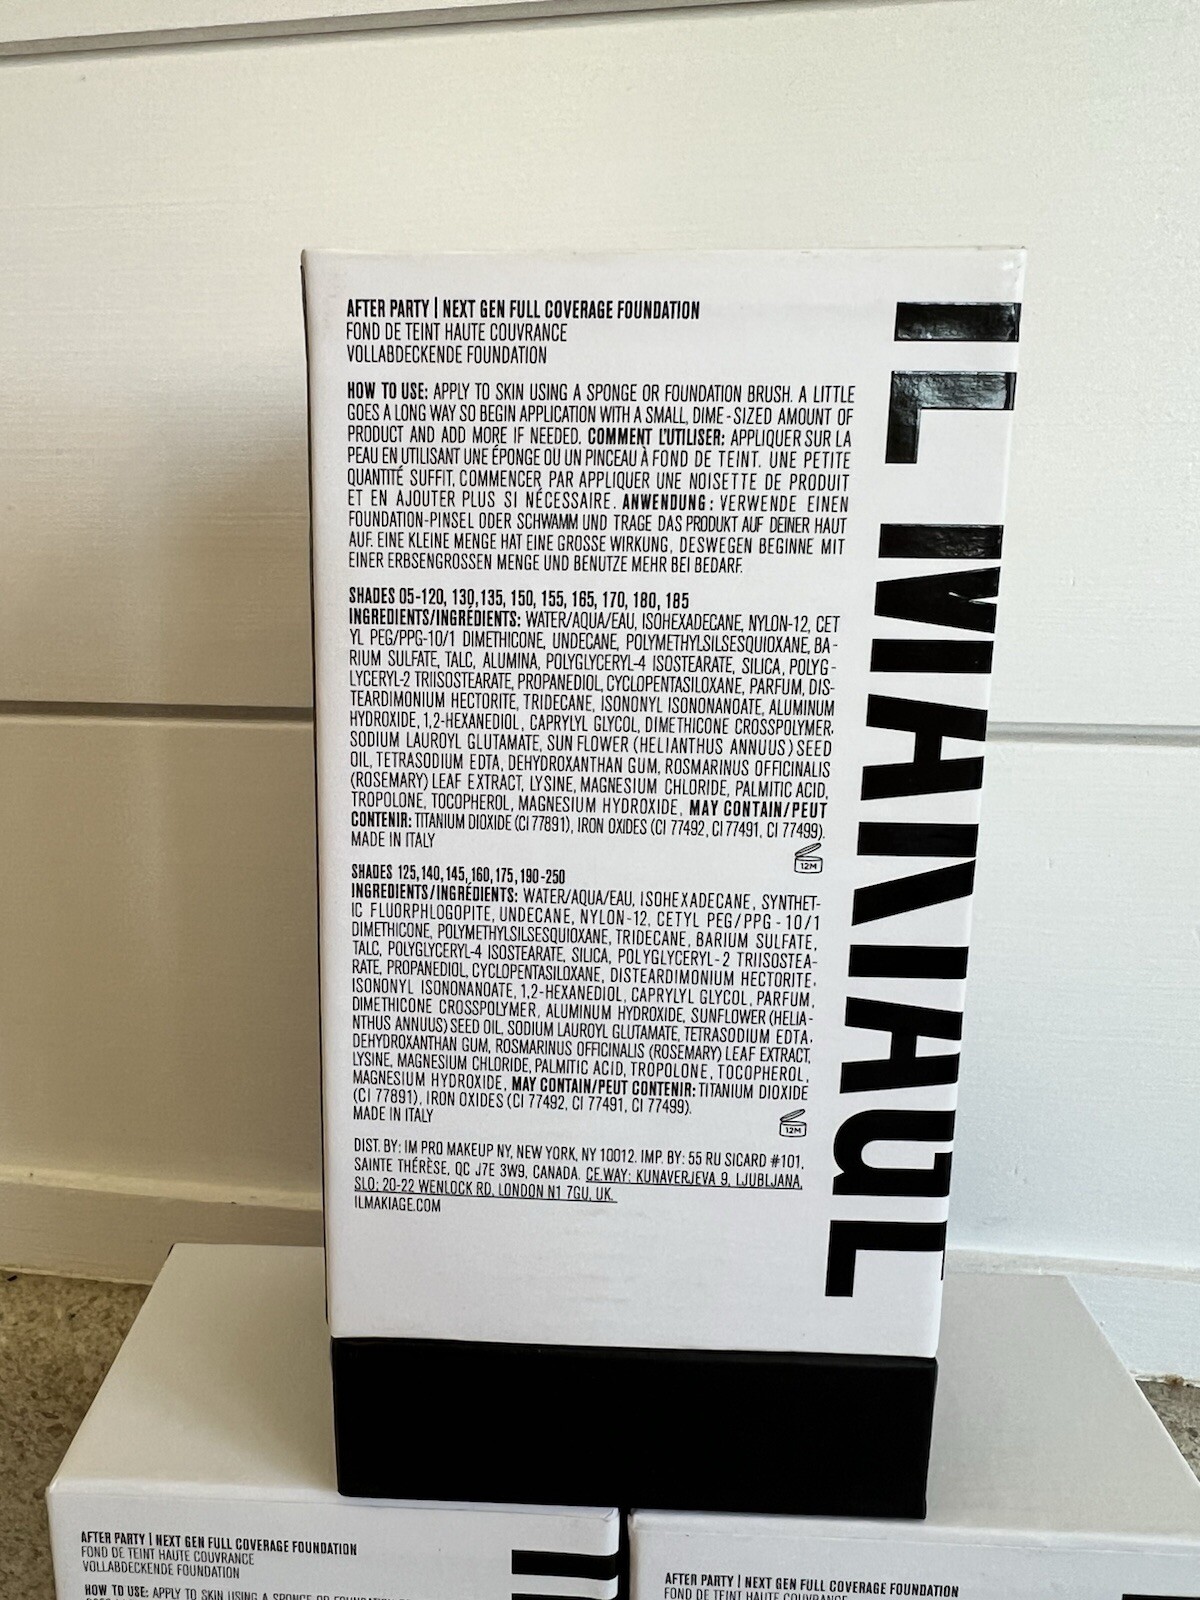 AFTER PARTY | NEXT GEN FULL COVERAGE FOUNDATION
FOND DE TEINT HAUTE COUVRANCE
VOLLABDECKENDE FOUNDATION
HOW TO USE: APPLY TO SKIN USING A SPONGE OR FOUNDATION BRUSH. A LITTLE
GOES A LONG WAY SO BEGIN APPLICATION WITH A SMALL, DIME-SIZED AMOUNT OF
PRODUCT AND ADD MORE IF NEEDED. COMMENT L'UTILISER: APPLIQUER SUR LA
PEAU EN UTILISANT UNE ÉPONGE OU UN PINCEAU À FOND DE TEINT. UNE PETITE
QUANTITÉ SUFFIT, COMMENCER PAR APPLIQUER UNE NOISETTE DE PRODUIT
ET EN AJOUTER PLUS SI NÉCESSAIRE. ANWENDUNG: VERWENDE EINEN
FOUNDATION-PINSEL ODER SCHWAMM UND TRAGE DAS PRODUKT AUF DEINER HAUT
AUF. EINE KLEINE MENGE HAT EINE GROSSE WIRKUNG, DESWEGEN BEGINNE MIT
EINER ERBSENGROSSEN MENGE UND BENUTZE MEHR BEI BEDARF.
SHADES 05-120, 130,135, 150, 155, 165, 170, 180, 185
INGREDIENTS/INGRÉDIENTS: WATER/AQUA/EAU, ISOHEXADECANE, NYLON-12, CET
YL PEG/PPG-10/1 DIMETHICONE, UNDECANE, POLYMETHYLSILSESQUIOXANE, BA-
RIUM SULFATE, TALC, ALUMINA, POLYGLYCERYL-4 ISOSTEARATE, SILICA, POLYG-
LYCERYL-2 TRIISOSTEARATE, PROPANEDIOL, CYCLOPENTASILOXANE, PARFUM, DIS-
TEARDIMONIUM HECTORITE, TRIDECANE, ISONONYL ISONONANOATE, ALUMINUM
HYDROXIDE, 1,2-HEXANEDIOL, CAPRYLYL GLYCOL, DIMETHICONE CROSSPOLYMER,
SODIUM LAUROYL GLUTAMATE, SUN FLOWER (HELIANTHUS ANNUUS) SEED
OIL, TETRASODIUM EDTA, DEHYDROXANTHAN GUM, ROSMARINUS OFFICINALIS
(ROSEMARY) LEAF EXTRACT, LYSINE, MAGNESIUM CHLORIDE, PALMITIC ACID,
TROPOLONE, TOCOPHEROL, MAGNESIUM HYDROXIDE, MAY CONTAIN/PEUT
CONTENIR: TITANIUM DIOXIDE (CI 77891), IRON OXIDES (CI 77492, CI 77491, CI 77499).
MADE IN ITALY
12M
SHADES 125,140,145,160,175,190-250
INGREDIENTS/INGRÉDIENTS: WATER/AQUA/EAU, ISOHEXADECANE, SYNTHET-
IC FLUORPHLOGOPITE, UNDECANE, NYLON-12, CETYL PEG/PPG-10/1
DIMETHICONE, POLYMETHYLSILSESQUIOXANE, TRIDECANE, BARIUM SULFATE,
TALC, POLYGLYCERYL-4 ISOSTEARATE, SILICA, POLYGLYCERYL-2 TRIISOSTEA-
RATE, PROPANEDIOL, CYCLOPENTASILOXANE, DISTEARDIMONIUM HECTORITE,
ISONONYL ISONONANOATE, 1,2-HEXANEDIOL, CAPRYLYL GLYCOL, PARFUM,
DIMETHICONE CROSSPOLYMER, ALUMINUM HYDROXIDE, SUNFLOWER (HELIA-
NTHUS ANNUUS) SEED OIL, SODIUM LAUROYL GLUTAMATE, TETRASODIUM EDTA,
DEHYDROXANTHAN GUM, ROSMARINUS OFFICINALIS (ROSEMARY) LEAF EXTRACT,
LYSINE, MAGNESIUM CHLORIDE, PALMITIC ACID, TROPOLONE, TOCOPHEROL,
MAGNESIUM HYDROXIDE, MAY CONTAIN/PEUT CONTENIR: TITANIUM DIOXIDE
(CI 77891), IRON OXIDES (CI 77492, CI 77491, CI 77499).
MADE IN ITALY
12M
DIST. BY: IM PRO MAKEUP NY, NEW YORK, NY 10012. IMP. BY: 55 RU SICARD #101,
SAINTE THÉRÈSE, QC J7E 3W9, CANADA. CE.WAY: KUNAVERJEVA 9, LJUBLJANA,
SLO; 20-22 WENLOCK RD, LONDON N1 7GU, UK.
ILMAKIAGE.COM
IL MAKIAGE
AFTER PARTY | NEXT GEN FULL COVERAGE FOUNDATION
FOND DE TEINT HAUTE COUVRANCE
VOLLABDECKENDE FOUNDATION
HOW TO USE: APPLY TO SKIN USING A SPONGE OR FOUNDATION
AFTER PARTY | NEXT GEN FULL COVERAGE FOUNDATION
FOND DE TEINT HAUTE COUVRANCE